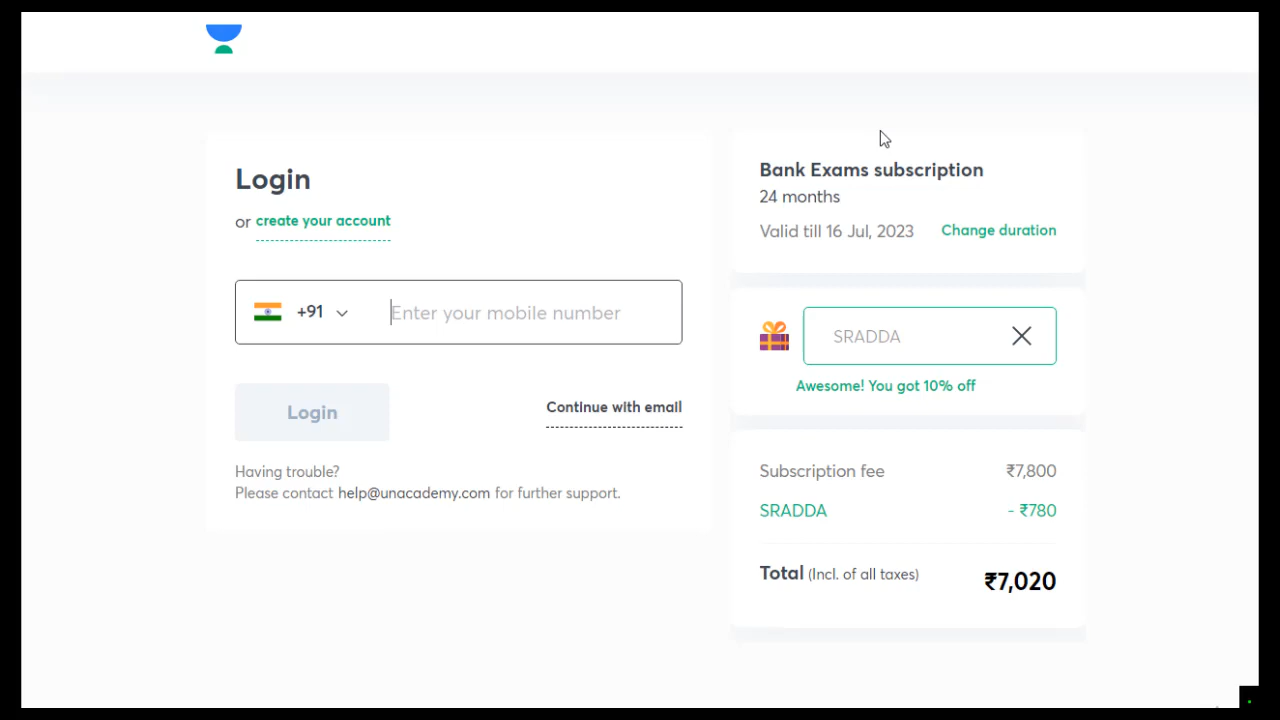 Login
or create your account
+91 Enter your mobile number
Login
Continue with email
Having trouble?
Please contact help@unacademy.com for further support.
Bank Exams subscription
24 months
Valid till 16 Jul, 2023 Change duration
SRADDA
Awesome! You got 10% off
Subscription fee ₹7,800
SRADDA - ₹780
Total (Incl. of all taxes) ₹7,020